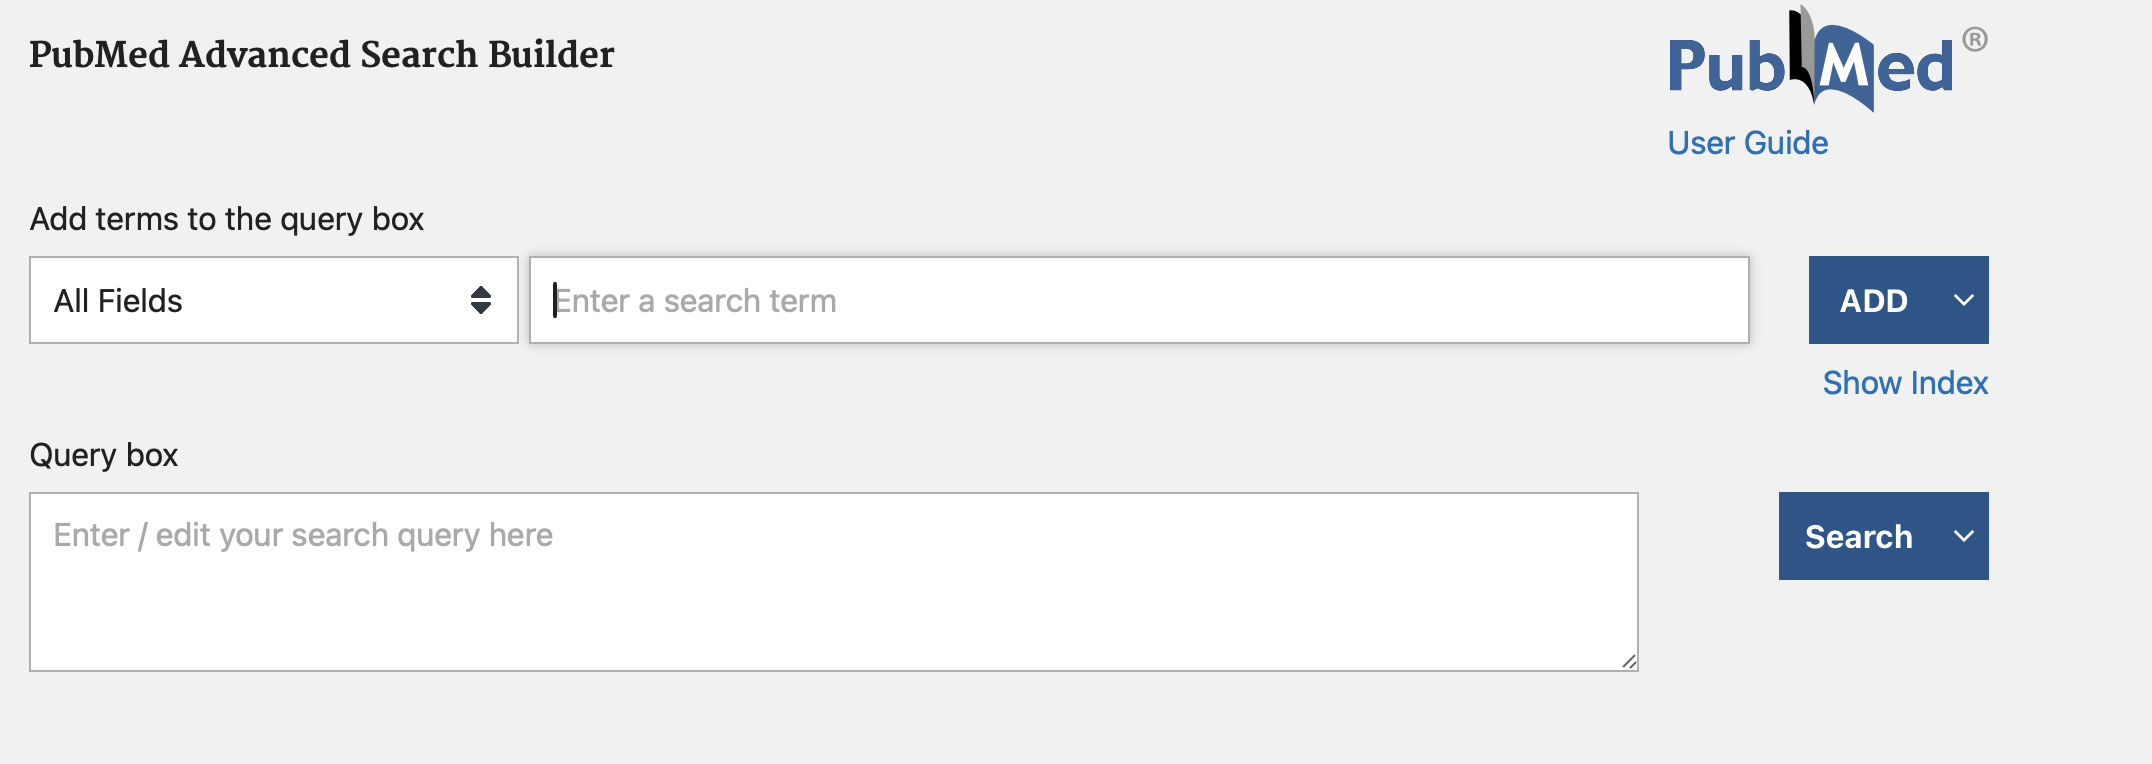 PubMed Advanced Search Builder
PubMed®
User Guide
Add terms to the query box
All Fields
Enter a search term
ADD
Show Index
Query box
Enter / edit your search query here
Search